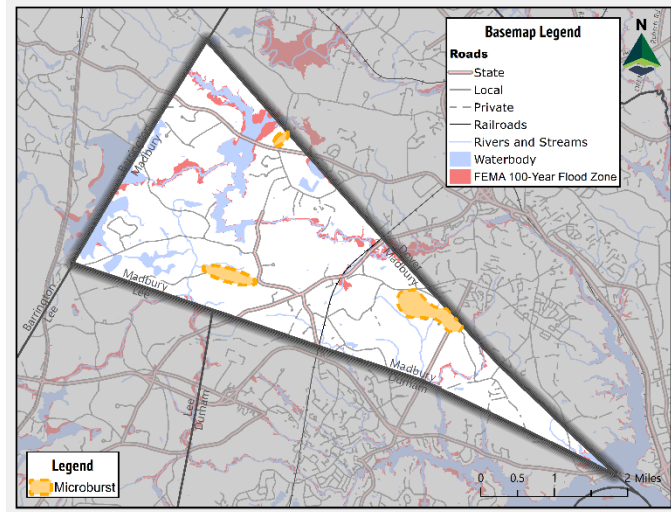 Basemap Legend
N
Roads
State
Local
Private
Railroads
Rivers and Streams
Waterbody
FEMA 100-Year Flood Zone
Madbury
Dover
Madbury
Madbury
Lee
Barrington
Lee
Lee
Durham
Madbury
Durham
Legend
Microburst
0 0.5 1 2 Miles